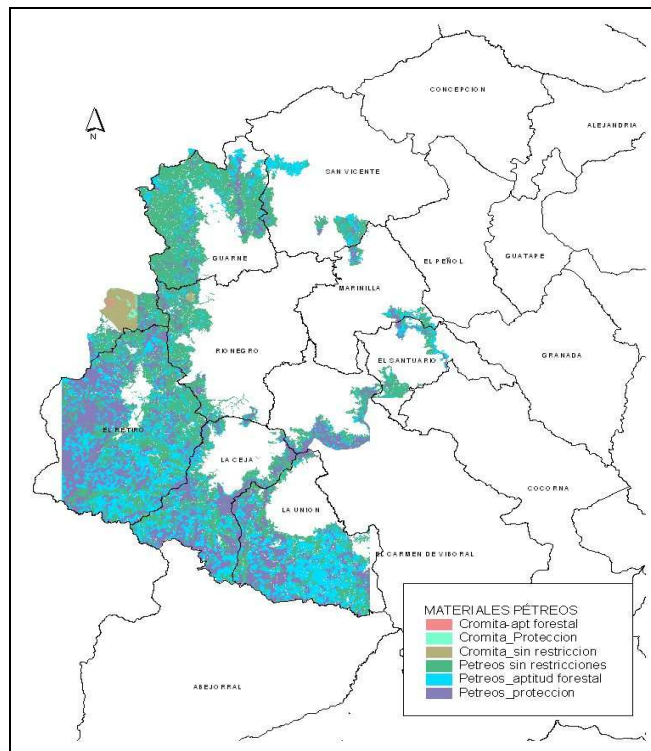 CONCEPCION
ALEJANDRIA
N
SAN VICENTE
EL PEÑOL
GUATAPE
GUARNE
MARINILLA
RIONEGRO
EL SANTUARIO
GRANADA
EL RETIRO
LA CEJA
COCORNA
LA UNION
EL CARMEN DE VIBORAL
ABEJORRAL
MATERIALES PÉTREOS
Cromita-apt forestal
Cromita_Proteccion
Cromita_sin restriccion
Petreos sin restricciones
Petreos_aptitud forestal
Petreos_proteccion